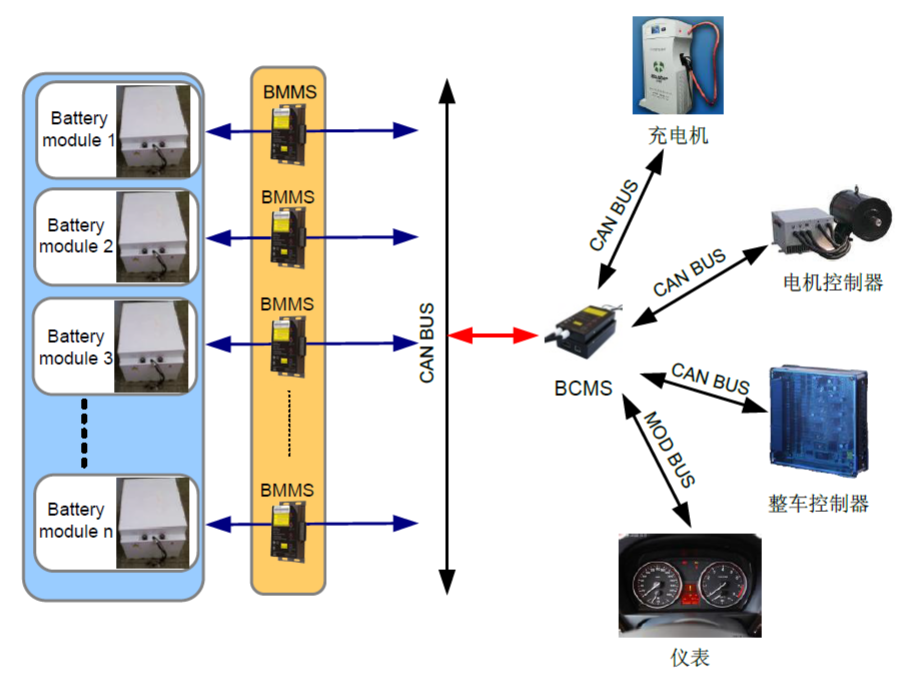 BMMS
Battery
module 1
BMMS
Battery
module 2
BMMS
Battery
module 3
BMMS
Battery
module n
CAN BUS
充电机
CAN BUS
CAN BUS
电机控制器
BCMS
CAN BUS
整车控制器
MOD BUS
仪表